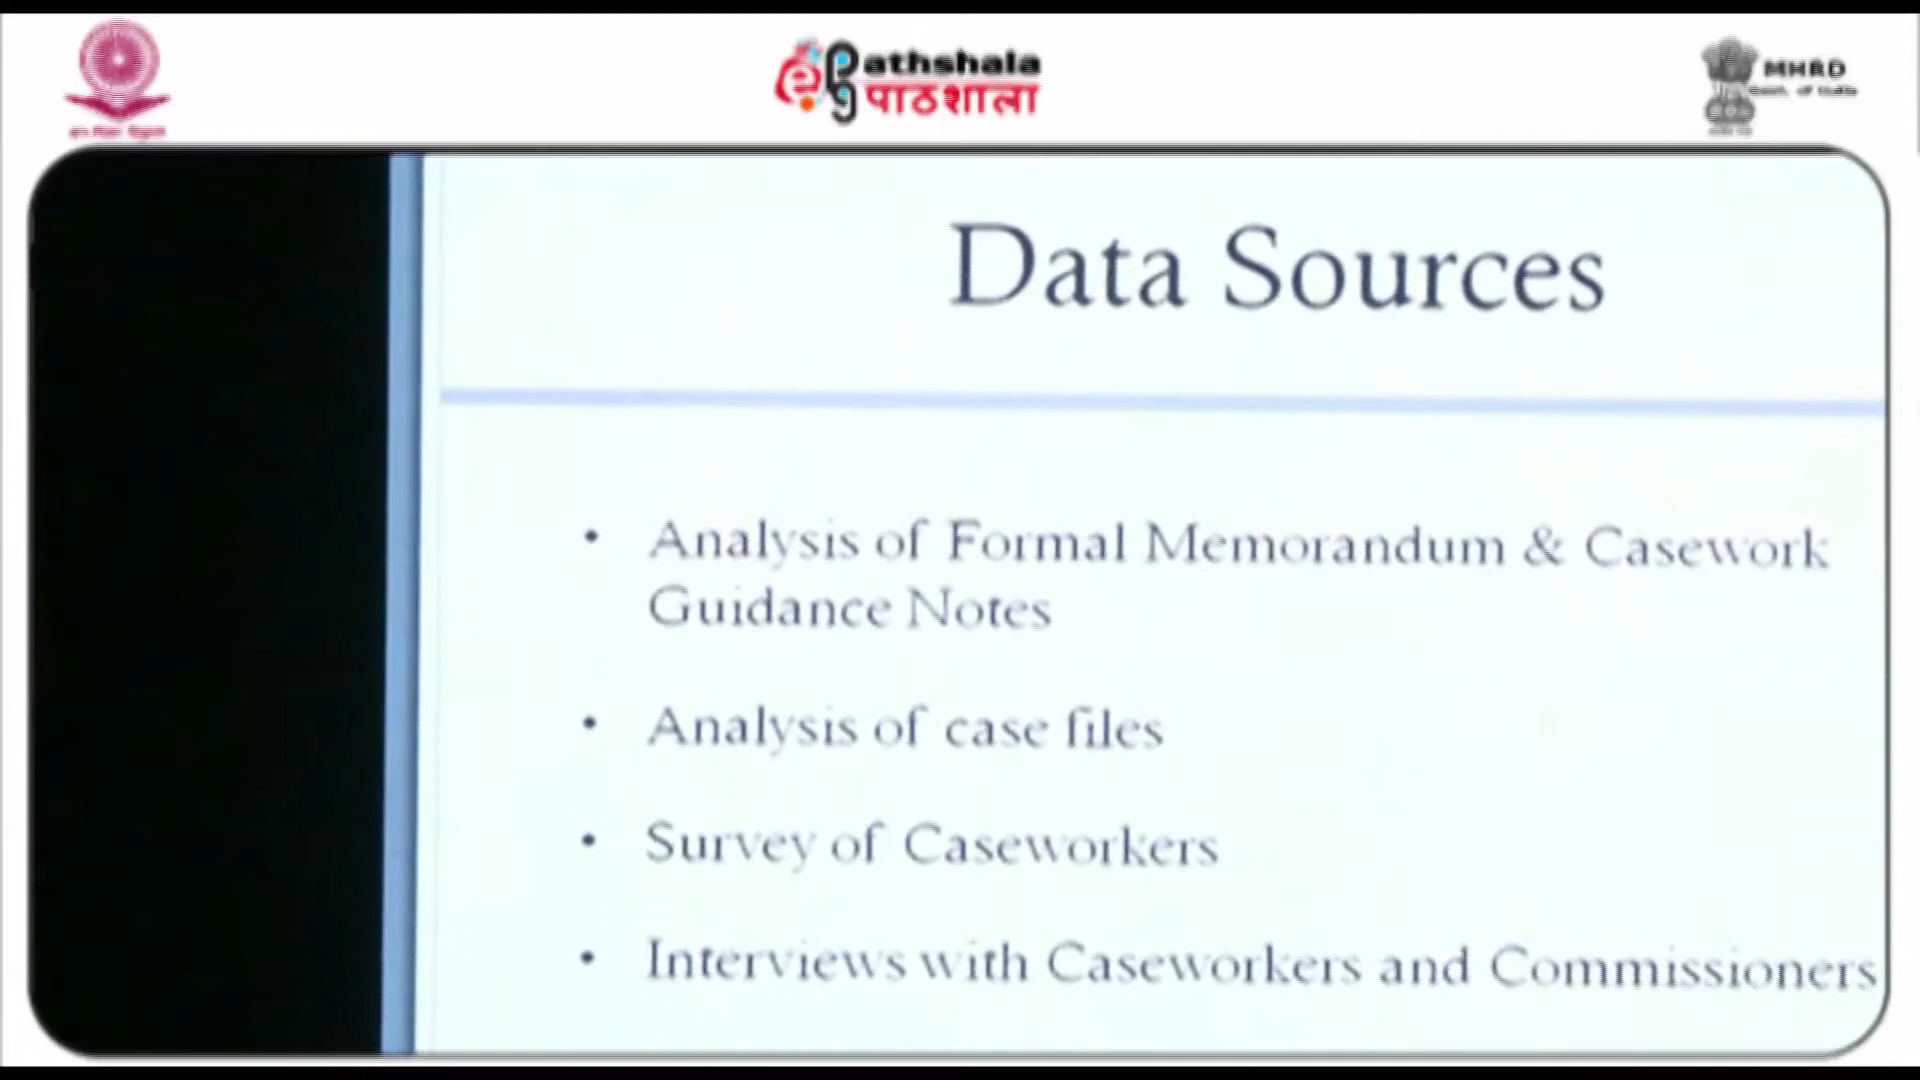 athshala
पाठशाला
MHRD
Data Sources
• Analysis of Formal Memorandum & Casework
Guidance Notes
• Analysis of case files
• Survey of Caseworkers
• Interviews with Caseworkers and Commissioners